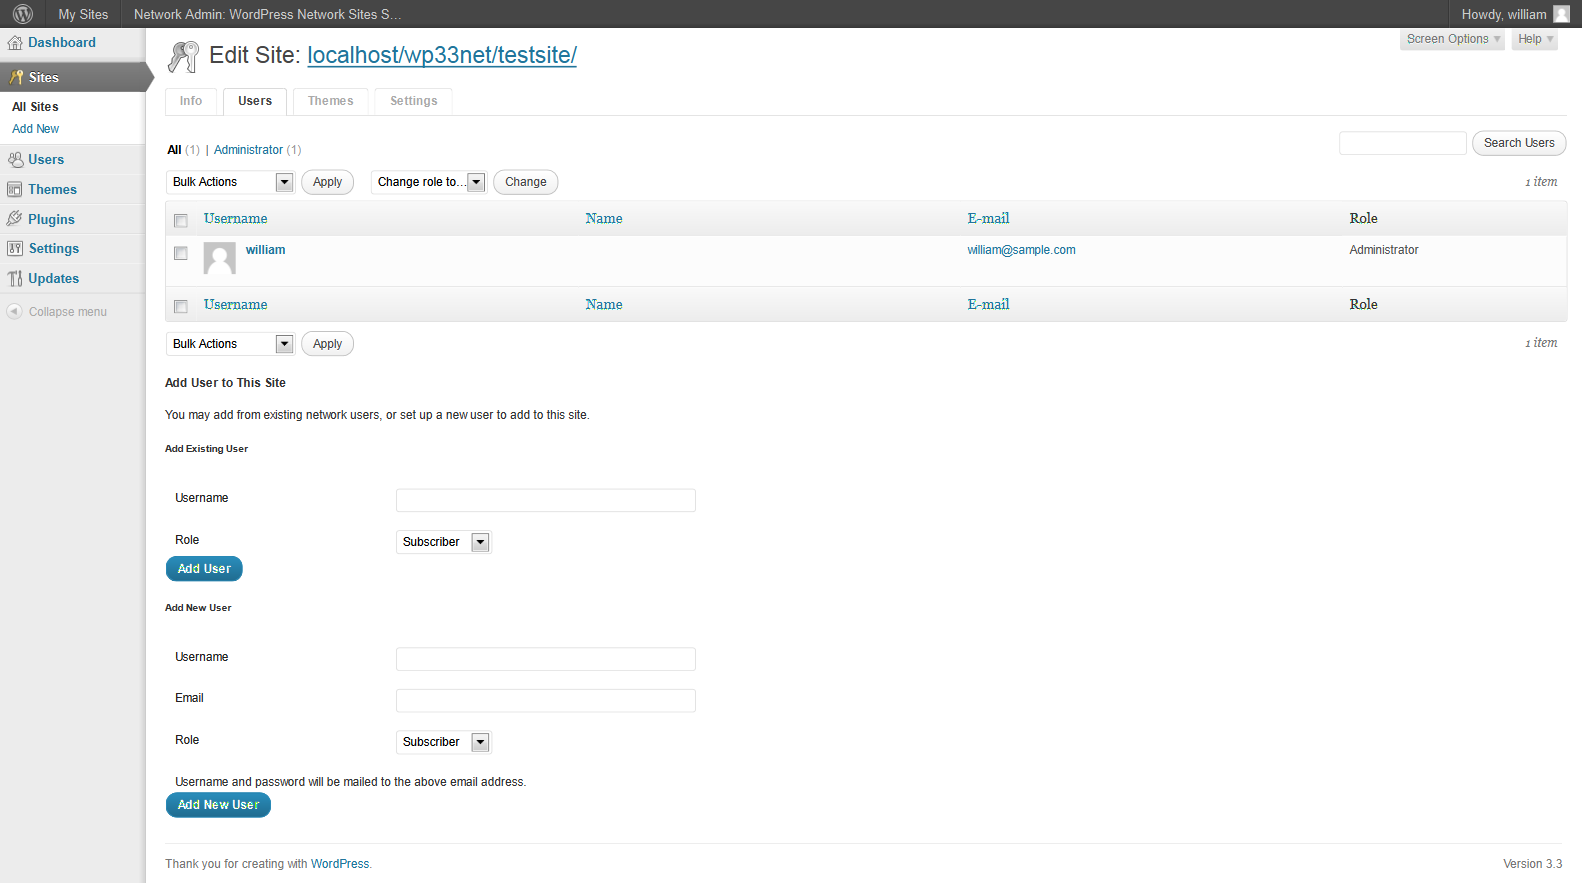 My Sites
Network Admin: WordPress Network Sites S...
Howdy, william
Dashboard
Sites
All Sites
Add New
Users
Themes
Plugins
Settings
Updates
Collapse menu
Screen Options
Help
Edit Site: localhost/wp33net/testsite/
Info
Users
Themes
Settings
All (1) | Administrator (1)
Search Users
Bulk Actions
Apply
Change role to...
Change
1 item
Username
Name
E-mail
Role
william
william@sample.com
Administrator
Username
Name
E-mail
Role
Bulk Actions
Apply
1 item
Add User to This Site
You may add from existing network users, or set up a new user to add to this site.
Add Existing User
Username
Role
Subscriber
Add User
Add New User
Username
Email
Role
Subscriber
Username and password will be mailed to the above email address.
Add New User
Thank you for creating with WordPress.
Version 3.3